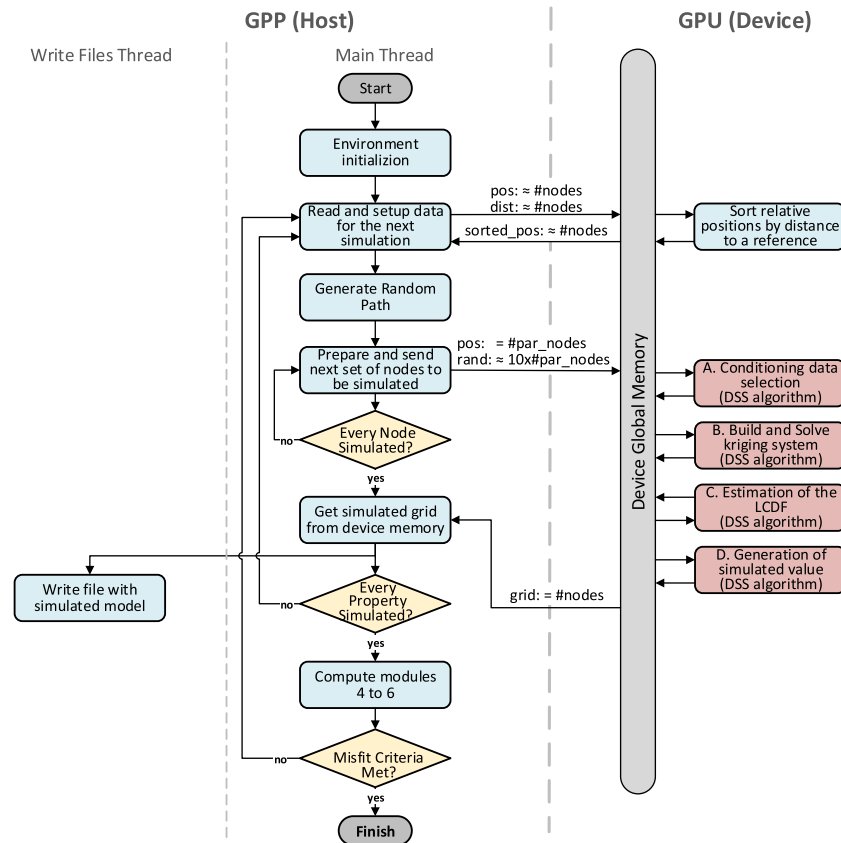 GPP (Host)
GPU (Device)
Write Files Thread
Main Thread
Start
Environment
initializion
Read and setup data
for the next
simulation
pos: ≈ #nodes
dist: ≈ #nodes
sorted_pos: ≈ #nodes
Sort relative
positions by distance
to a reference
Generate Random
Path
Prepare and send
next set of nodes to
be simulated
pos: = #par_nodes
rand: ≈ 10x#par_nodes
Device Global Memory
A. Conditioning data
selection
(DSS algorithm)
Every Node
Simulated?
no
yes
B. Build and Solve
kriging system
(DSS algorithm)
Get simulated grid
from device memory
C. Estimation of the
LCDF
(DSS algorithm)
D. Generation of
simulated value
(DSS algorithm)
Write file with
simulated model
Every
Property
Simulated?
no
yes
grid: = #nodes
Compute modules
4 to 6
Misfit Criteria
Met?
no
yes
Finish